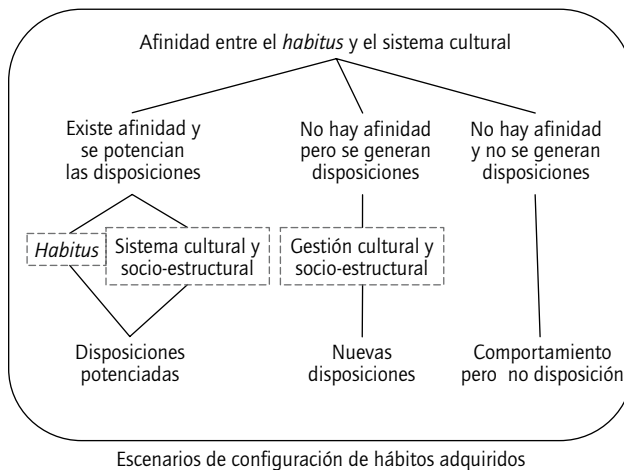 Afinidad entre el habitus y el sistema cultural
Existe afinidad y
se potencian
las disposiciones
No hay afinidad
pero se generan
disposiciones
No hay afinidad
y no se generan
disposiciones
Habitus
Sistema cultural y
socio-estructural
Gestión cultural y
socio-estructural
Disposiciones
potenciadas
Nuevas
disposiciones
Comportamiento
pero no disposición
Escenarios de configuración de hábitos adquiridos